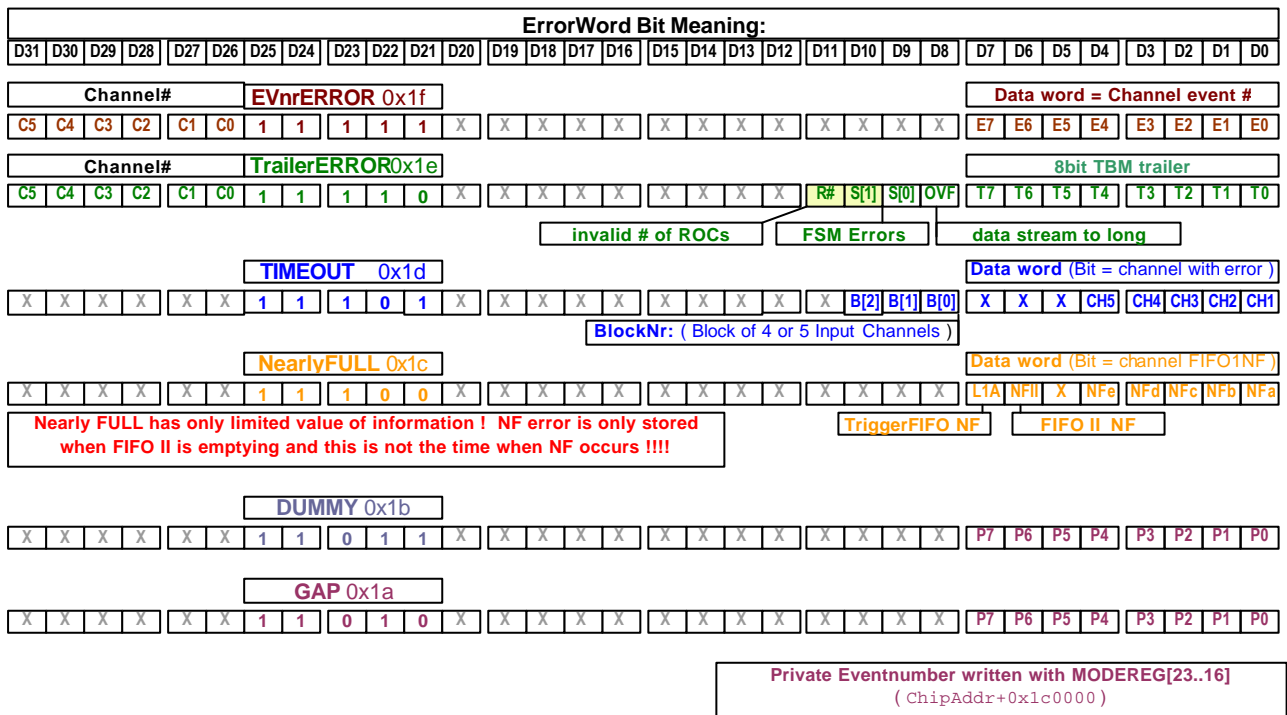 ErrorWord Bit Meaning:
D31 D30 D29 D28 D27 D26 D25 D24 D23 D22 D21 D20 D19 D18 D17 D16 D15 D14 D13 D12 D11 D10 D9 D8 D7 D6 D5 D4 D3 D2 D1 D0
Channel# EVnrERROR 0x1f Data word = Channel event #
C5 C4 C3 C2 C1 C0 1 1 1 1 1 X X X X X X X X X X X X X E7 E6 E5 E4 E3 E2 E1 E0
Channel# TrailerERROR0x1e 8bit TBM trailer
C5 C4 C3 C2 C1 C0 1 1 1 1 0 X X X X X X X X X R# S[1] S[0] OVF T7 T6 T5 T4 T3 T2 T1 T0
invalid # of ROCs FSM Errors data stream to long
TIMEOUT 0x1d Data word (Bit = channel with error )
X X X X X X 1 1 1 0 1 X X X X X X X X X X B[2] B[1] B[0] X X X CH5 CH4 CH3 CH2 CH1
BlockNr: ( Block of 4 or 5 Input Channels )
NearlyFULL 0x1c Data word (Bit = channel FIFO1NF )
X X X X X X 1 1 1 0 0 X X X X X X X X X X X X X L1A NFII X NFe NFd NFc NFb NFa
Nearly FULL has only limited value of information ! NF error is only stored
when FIFO II is emptying and this is not the time when NF occurs !!!!
TriggerFIFO NF FIFO II NF
DUMMY 0x1b
X X X X X X 1 1 0 1 1 X X X X X X X X X X X X X P7 P6 P5 P4 P3 P2 P1 P0
GAP 0x1a
X X X X X X 1 1 0 1 0 X X X X X X X X X X X X X P7 P6 P5 P4 P3 P2 P1 P0
Private Eventnumber written with MODEREG[23..16]
( ChipAddr+0x1c0000 )